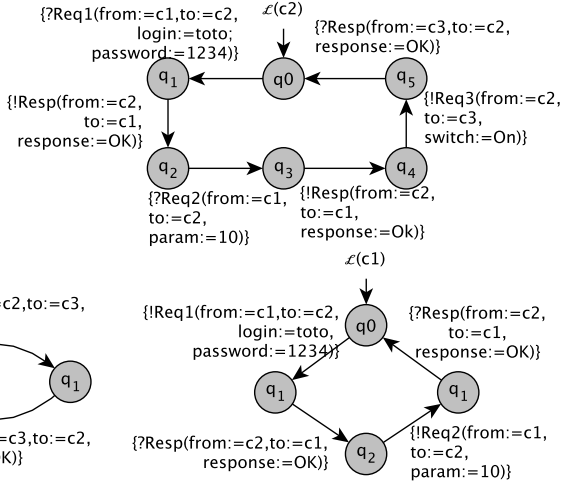 {?Req1(from:=c1,to:=c2,
login:=toto;
password:=1234)}
ℒ(c2)
{?Resp(from:=c3,to:=c2,
response:=OK)}
q1
q0
q5
{!Resp(from:=c2,
to:=c1,
response:=OK)}
{!Req3(from:=c2,
to:=c3,
switch:=On)}
q2
q3
q4
{?Req2(from:=c1,
to:=c2,
param:=10)}
{!Resp(from:=c2,
to:=c1,
response:=Ok)}
ℒ(c1)
c2,to:=c3,
q1
=c3,to:=c2,
K)}
{!Req1(from:=c1,to:=c2,
login:=toto,
password:=1234)}
q0
{?Resp(from:=c2,
to:=c1,
response:=OK)}
q1
q1
{?Resp(from:=c2,to:=c1,
response:=OK)}
q2
{!Req2(from:=c1,
to:=c2,
param:=10)}